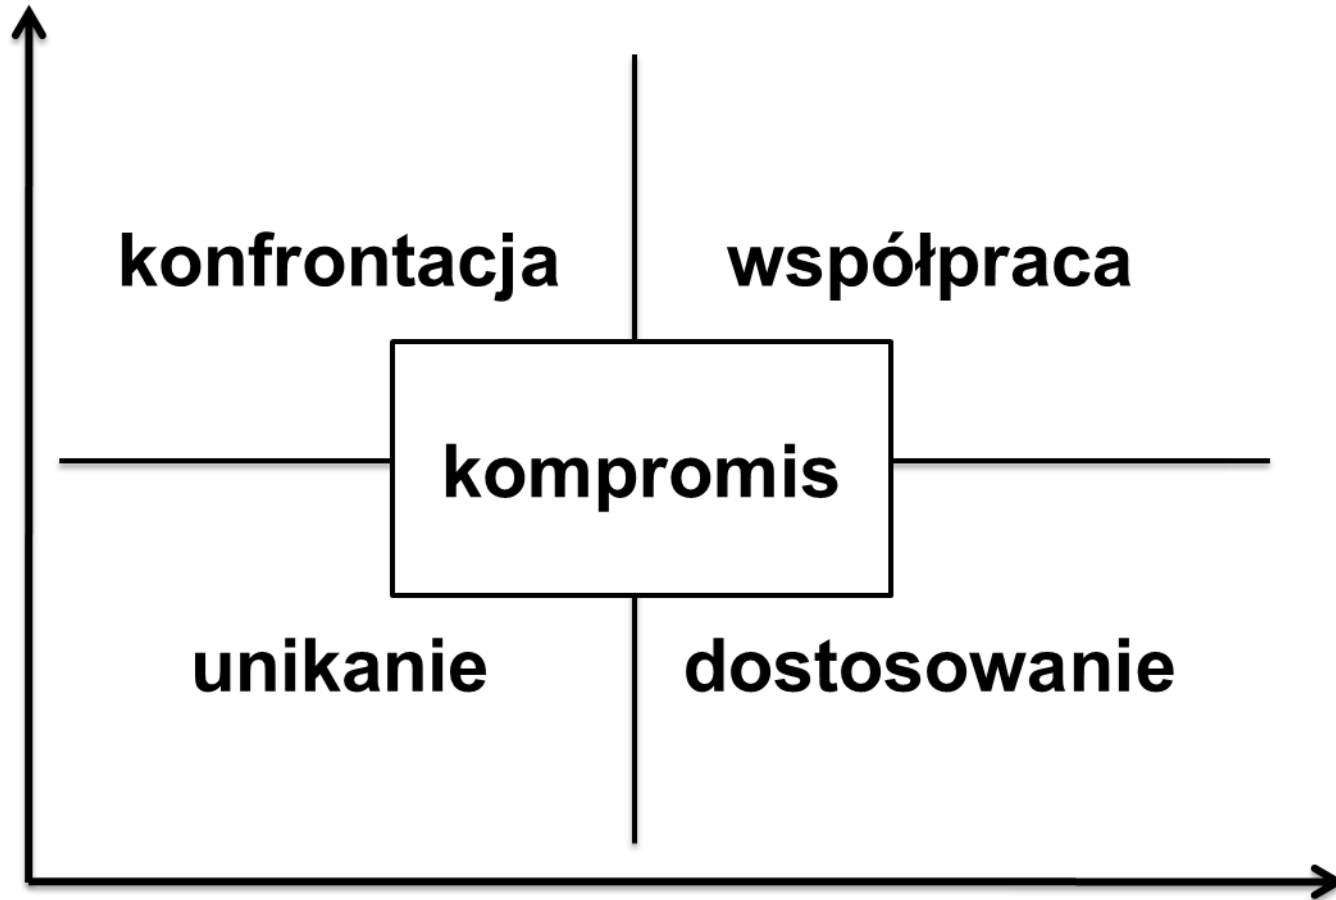 konfrontacja
współpraca
kompromis
unikanie
dostosowanie